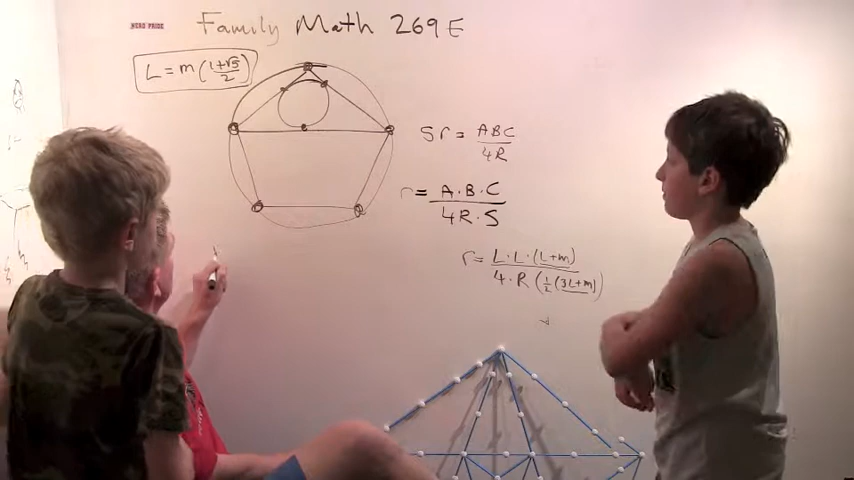 NERD PRIDE
Family Math 269E
L = m(1+√5/2)
Sr = ABC/4R
r = A·B·C/4R·S
r = L·L·(L+m)/4·R(½(3L+m))